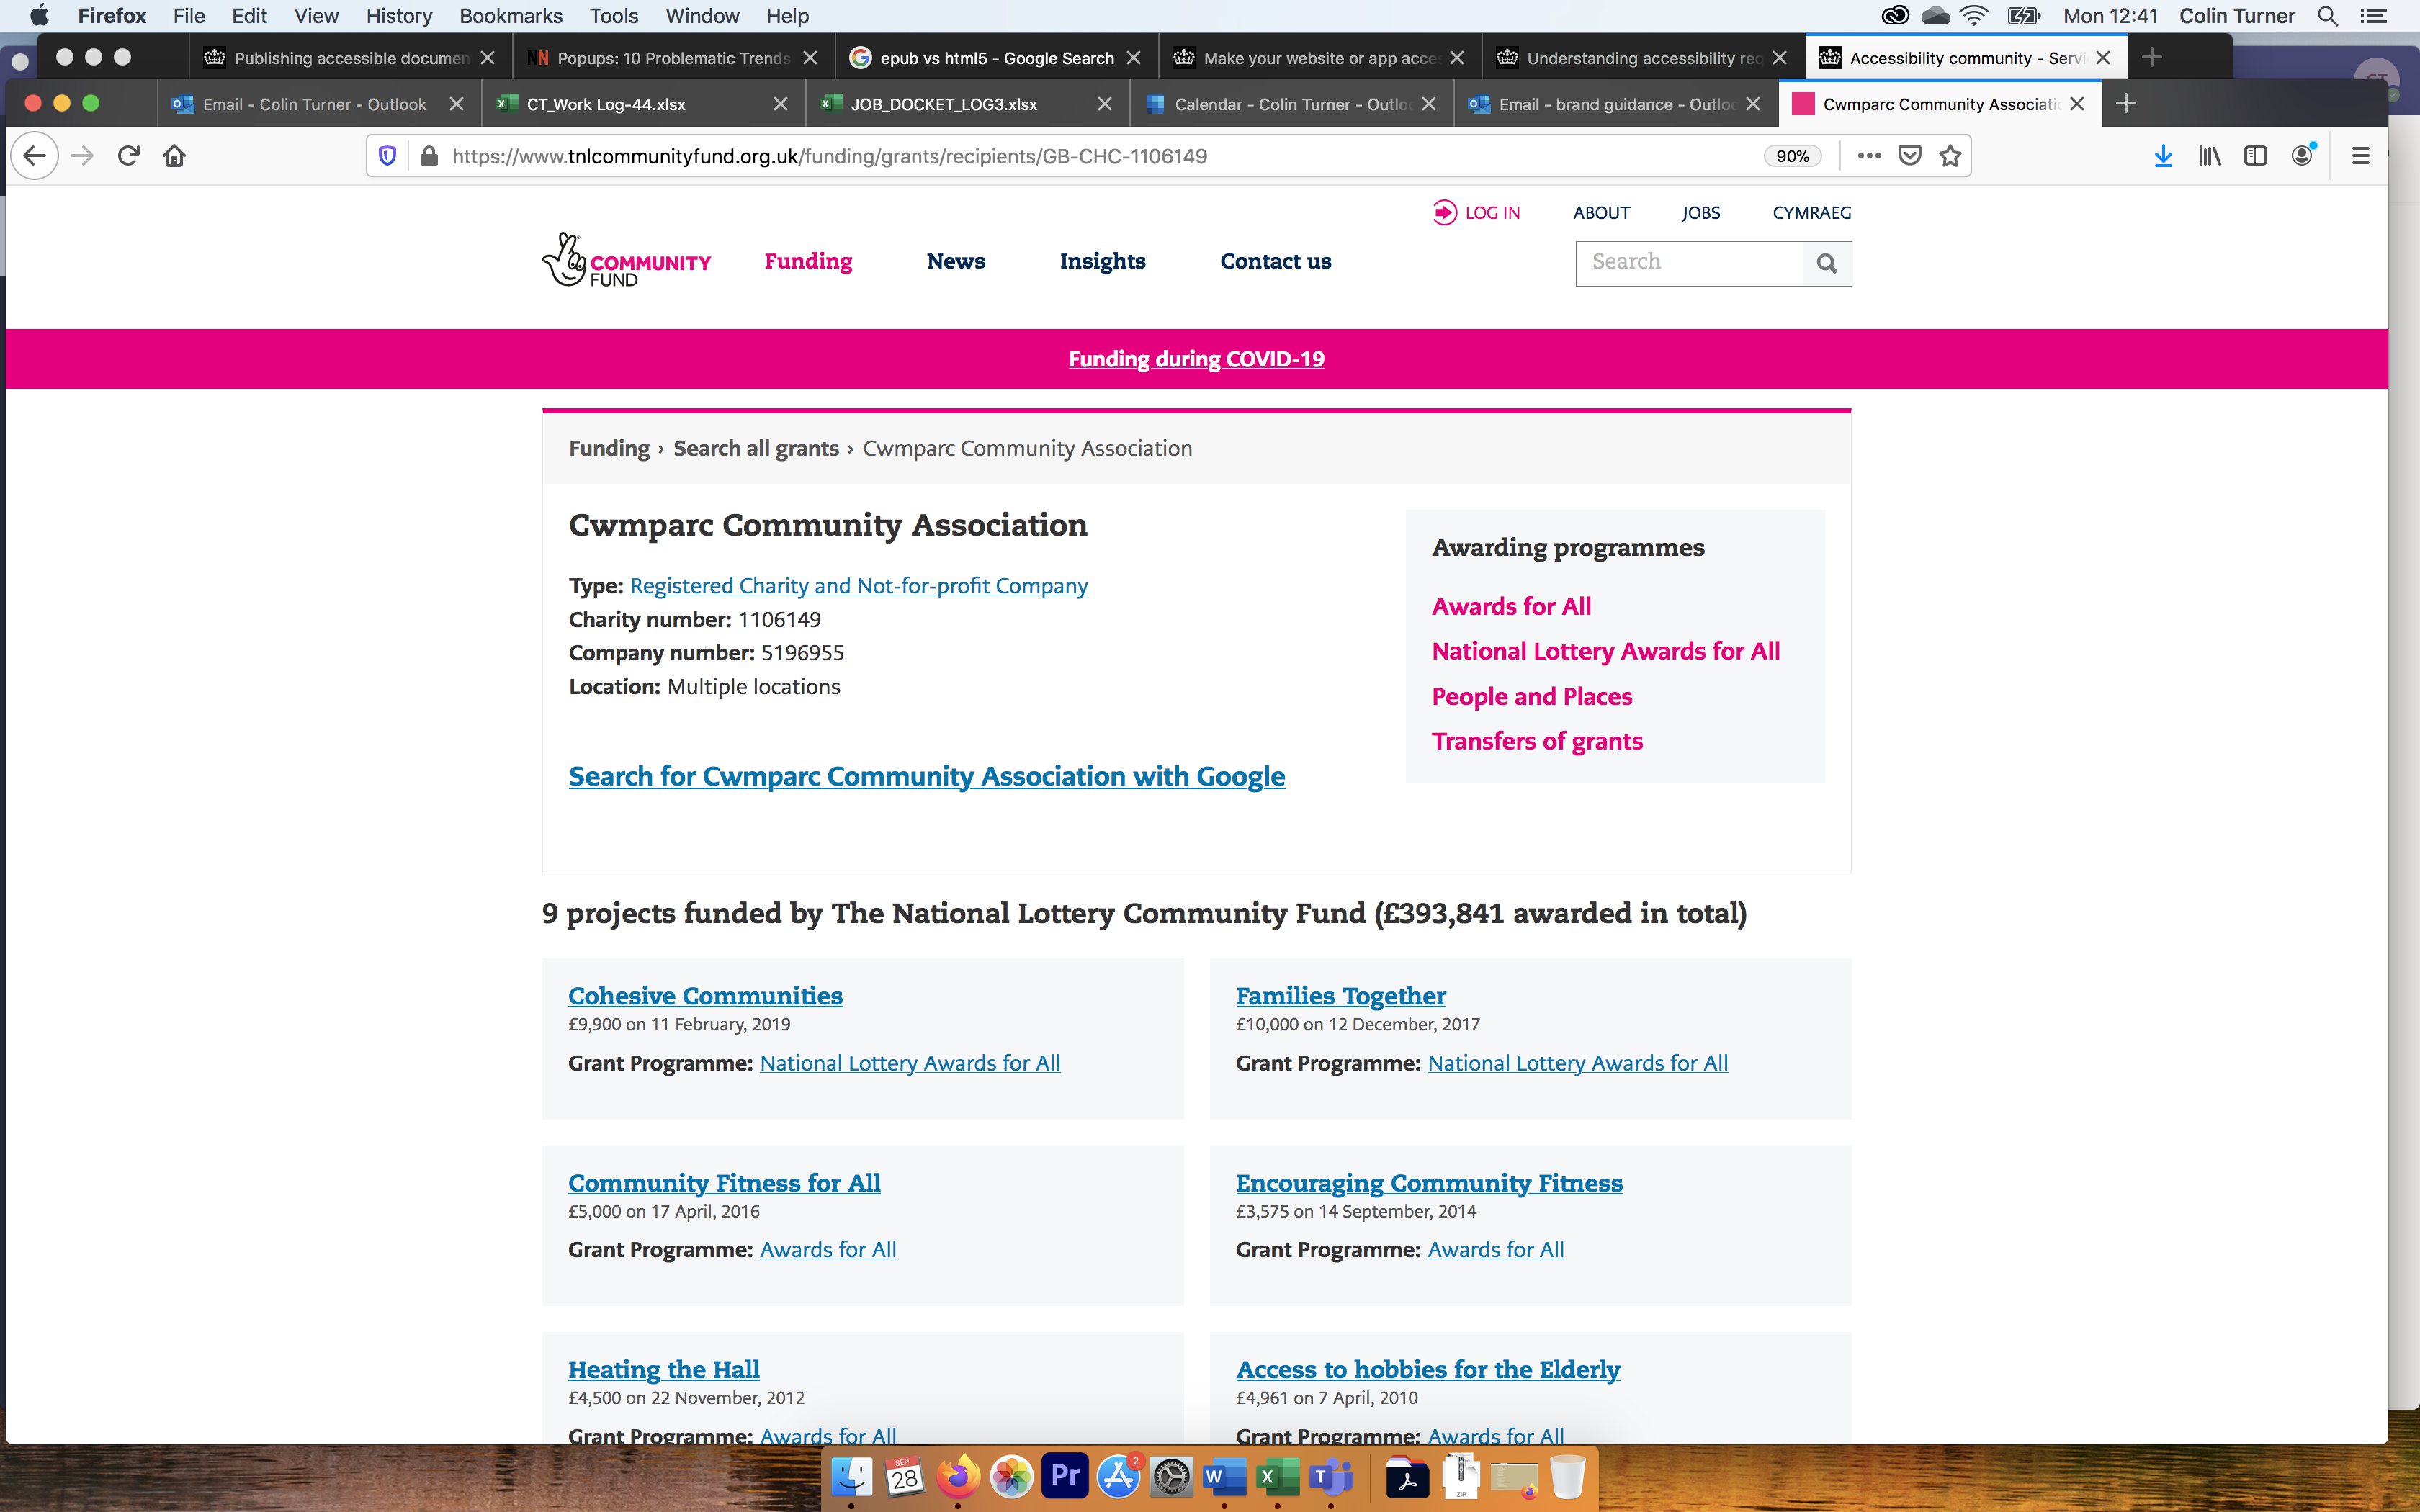 Firefox File Edit View History Bookmarks Tools Window Help Mon 12:41 Colin Turner
Publishing accessible documen NN Popups: 10 Problematic Trends epub vs html5 - Google Search Make your website or app acce Understanding accessibility req Accessibility community - Servi
Email - Colin Turner - Outlook CT_Work Log-44.xlsx JOB_DOCKET_LOG3.xlsx Calendar - Colin Turner - Outlo Email - brand guidance - Outlo Cwmparc Community Associati
https://www.tnlcommunityfund.org.uk/funding/grants/recipients/GB-CHC-1106149 90%
LOG IN ABOUT JOBS CYMRAEG
COMMUNITY
FUND
Funding News Insights Contact us Search
Funding during COVID-19
Funding › Search all grants › Cwmparc Community Association
Cwmparc Community Association
Type: Registered Charity and Not-for-profit Company
Charity number: 1106149
Company number: 5196955
Location: Multiple locations
Search for Cwmparc Community Association with Google
Awarding programmes
Awards for All
National Lottery Awards for All
People and Places
Transfers of grants
9 projects funded by The National Lottery Community Fund (£393,841 awarded in total)
Cohesive Communities
£9,900 on 11 February, 2019
Grant Programme: National Lottery Awards for All
Families Together
£10,000 on 12 December, 2017
Grant Programme: National Lottery Awards for All
Community Fitness for All
£5,000 on 17 April, 2016
Grant Programme: Awards for All
Encouraging Community Fitness
£3,575 on 14 September, 2014
Grant Programme: Awards for All
Heating the Hall
£4,500 on 22 November, 2012
Grant Programme: Awards for All
Access to hobbies for the Elderly
£4,961 on 7 April, 2010
Grant Programme: Awards for All
SEP
28
Pr
2
W
X
T
ZIP